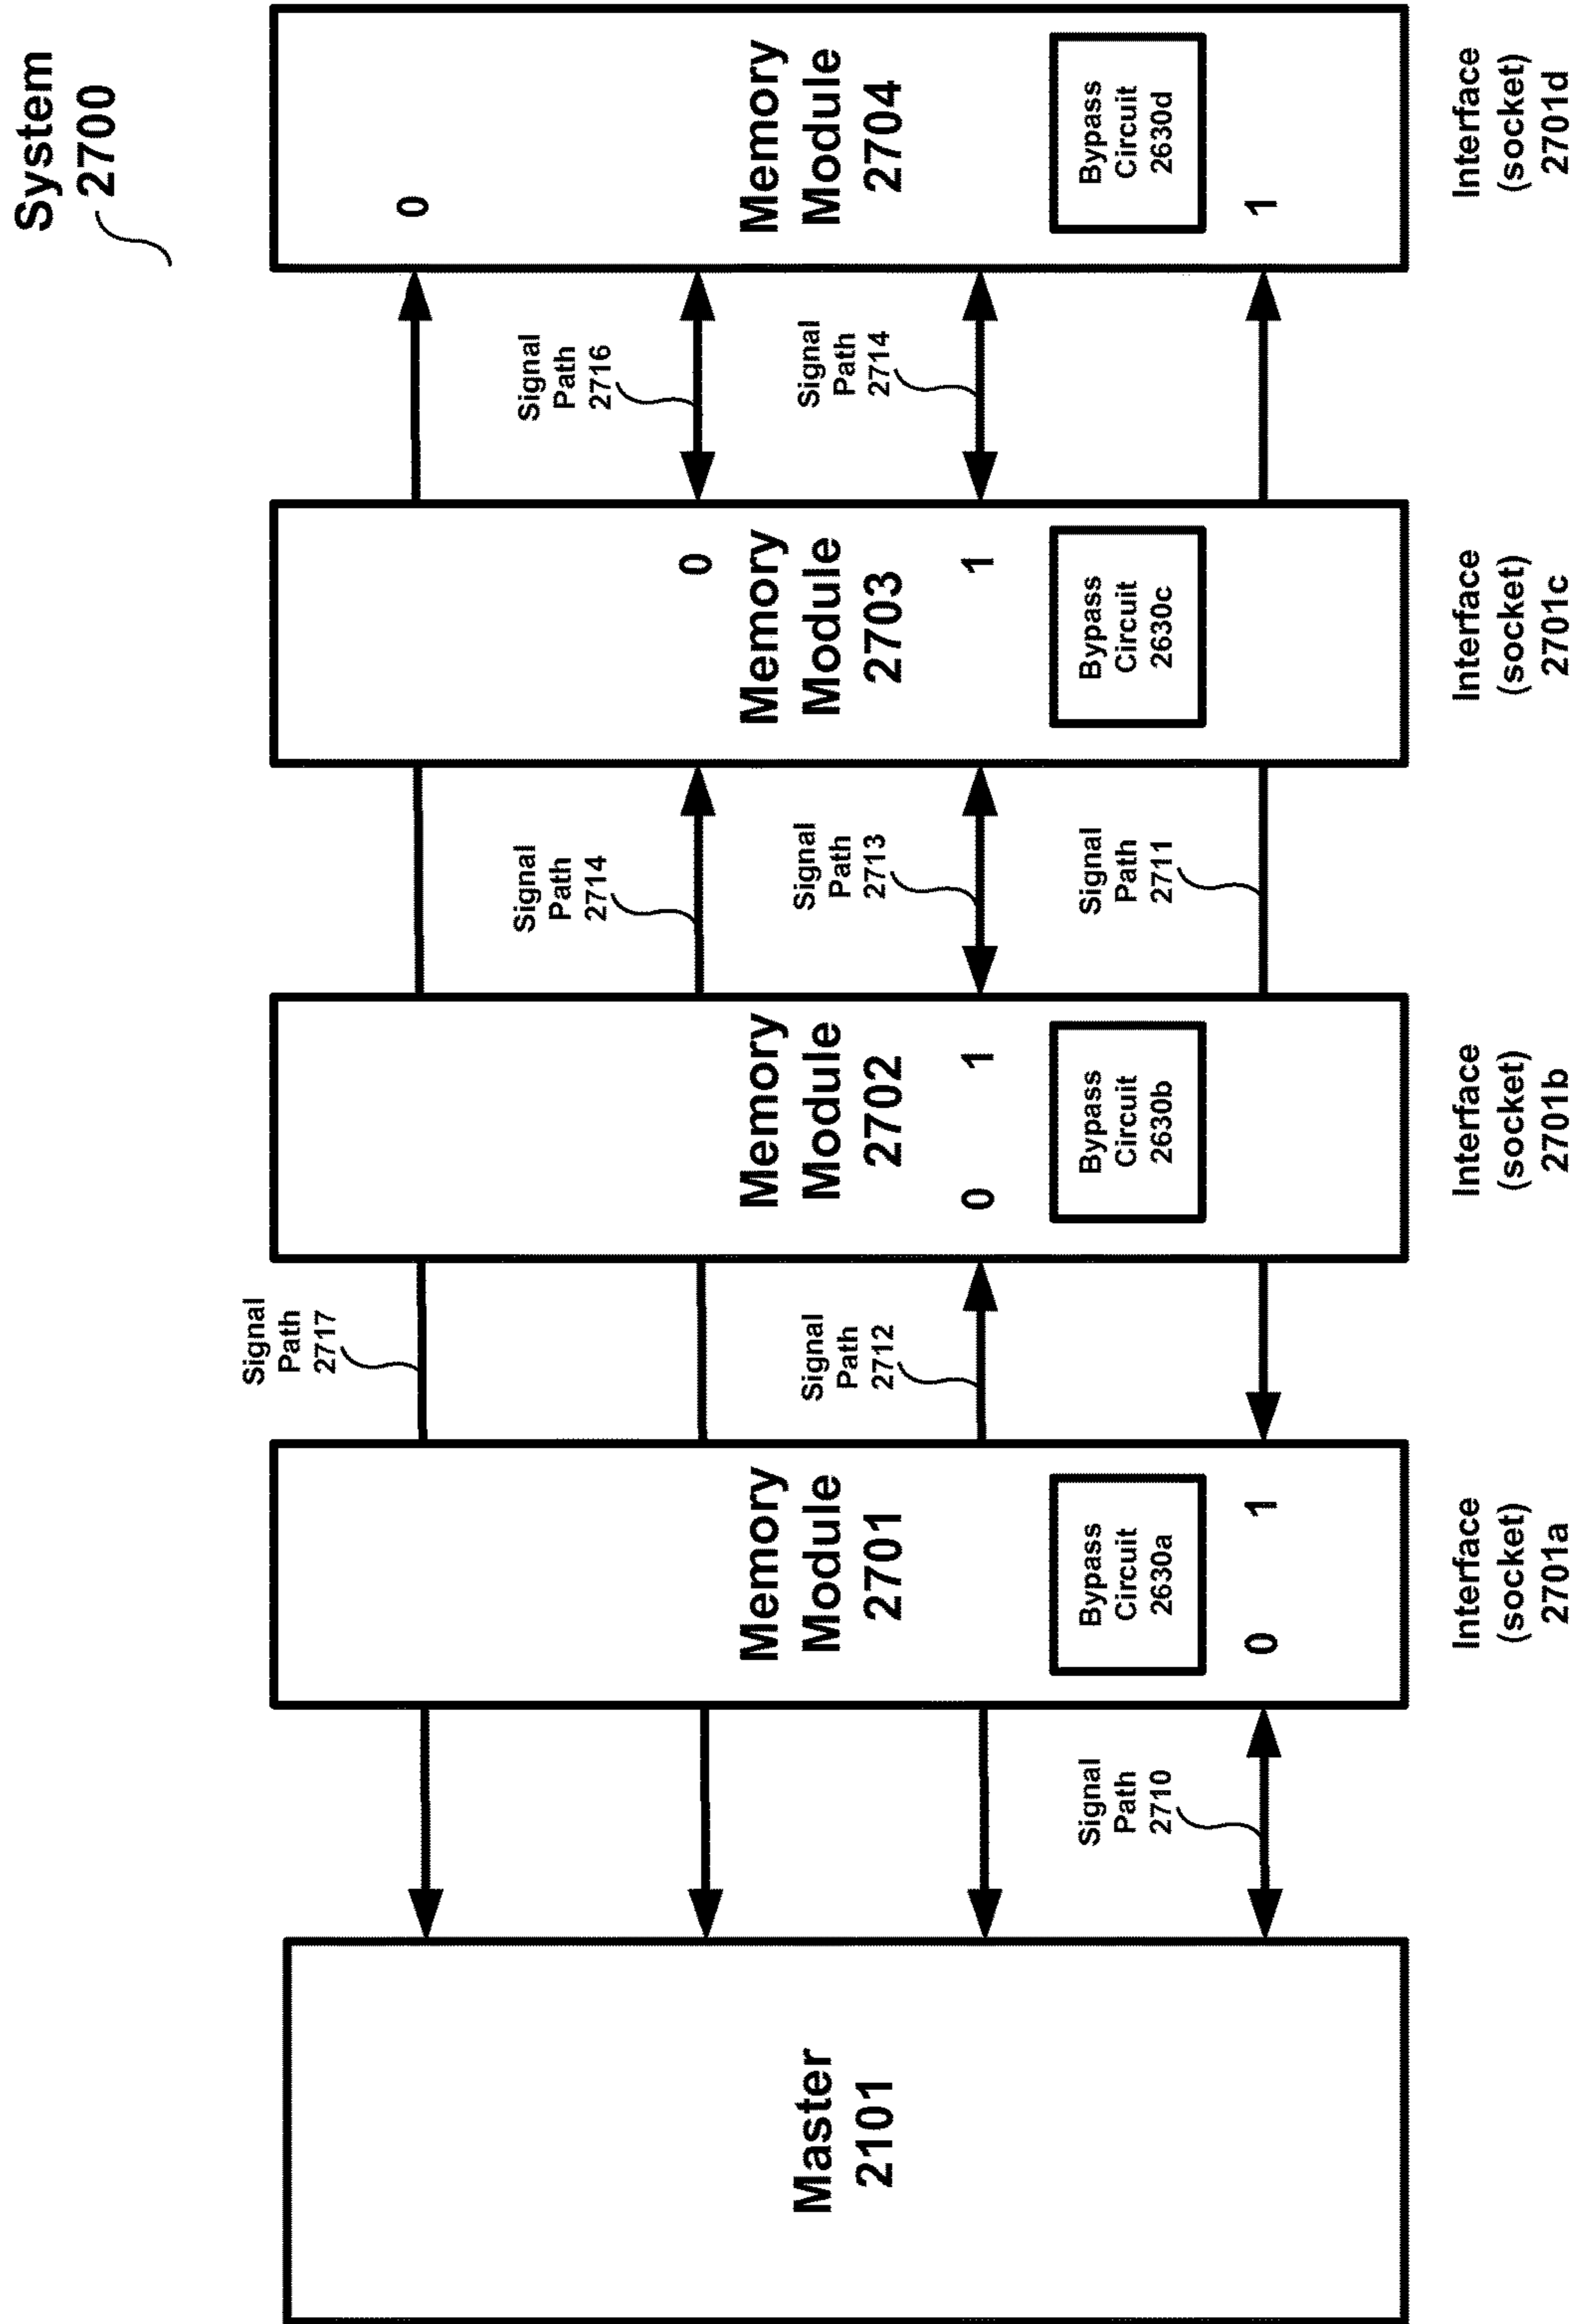 System
2700
Master
2101
Memory
Module
2701
Bypass
Circuit
2630a
0
1
Interface
(socket)
2701a
Memory
Module
2702
0
1
Bypass
Circuit
2630b
Interface
(socket)
2701b
Memory
Module
2703
0
1
Bypass
Circuit
2630c
Interface
(socket)
2701c
Memory
Module
2704
0
1
Bypass
Circuit
2630d
Interface
(socket)
2701d
Signal
Path
2710
Signal
Path
2717
Signal
Path
2712
Signal
Path
2714
Signal
Path
2713
Signal
Path
2711
Signal
Path
2716
Signal
Path
2714